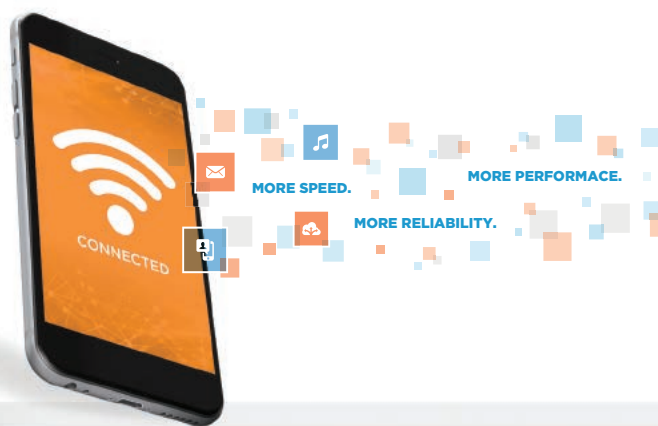 CONNECTED
MORE SPEED.
MORE PERFORMACE.
MORE RELIABILITY.